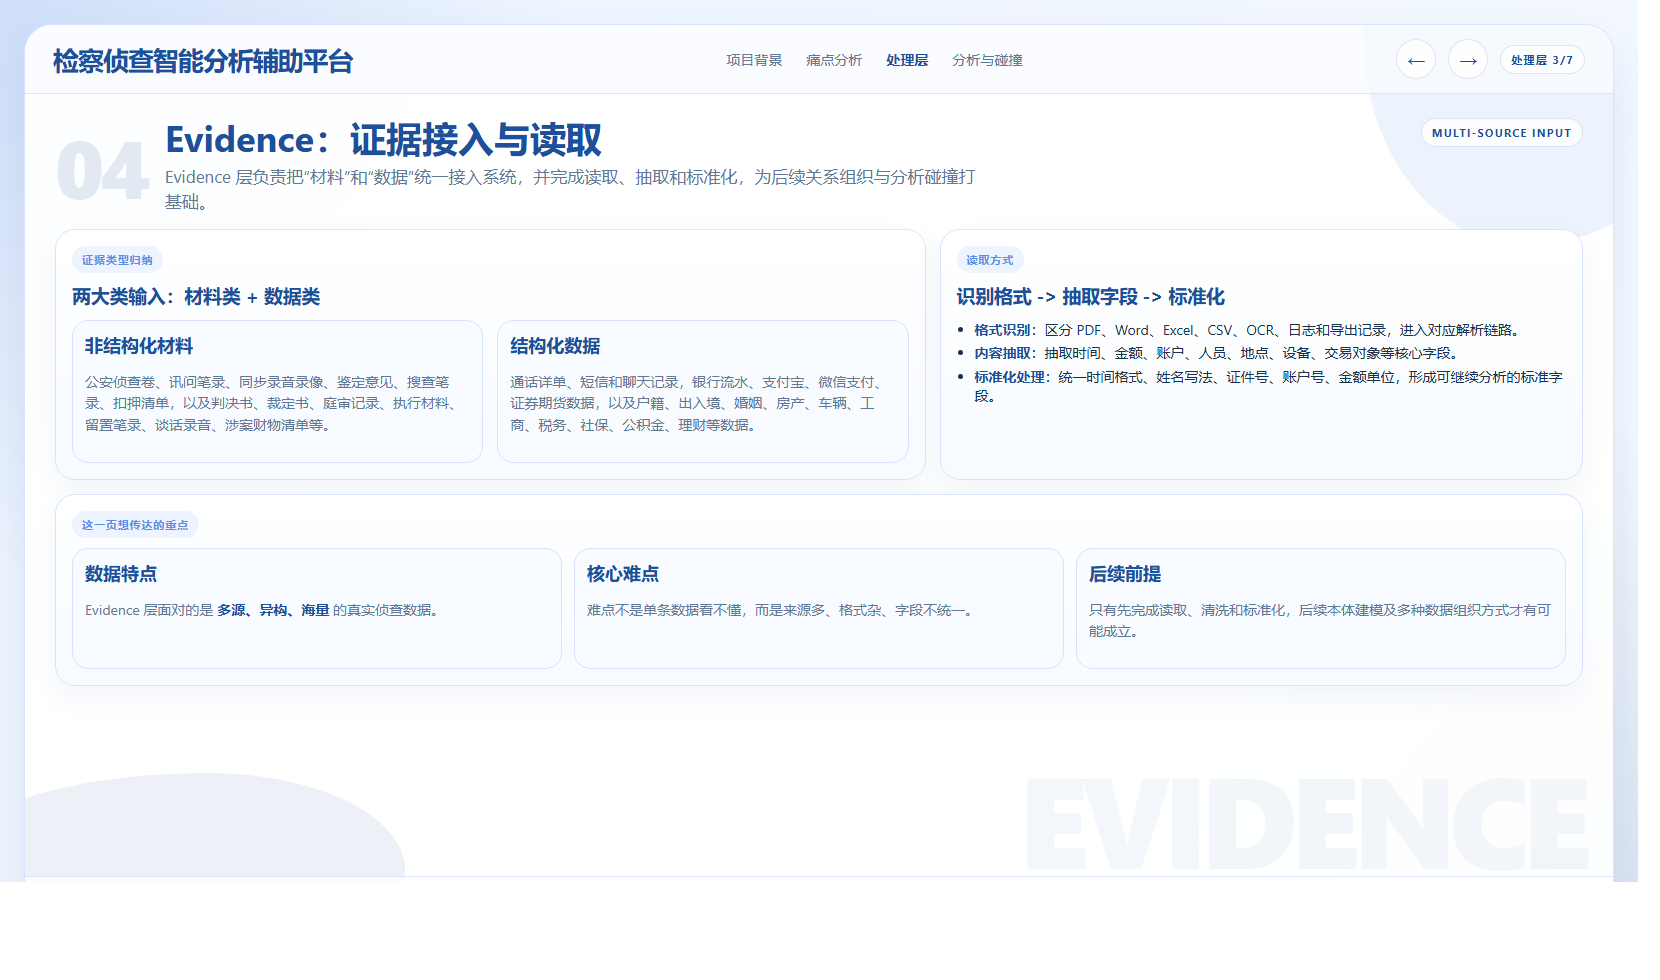 检察侦查智能分析辅助平台
项目背景 痛点分析 处理层 分析与碰撞
← → 处理层 3/7
04
Evidence：证据接入与读取
MULTI-SOURCE INPUT
Evidence 层负责把“材料”和“数据”统一接入系统，并完成读取、抽取和标准化，为后续关系组织与分析碰撞打
基础。
证据类型归纳
两大类输入：材料类 + 数据类
非结构化材料
公安侦查卷、讯问笔录、同步录音录像、鉴定意见、搜查笔
录、扣押清单，以及判决书、裁定书、庭审记录、执行材料、
留置笔录、谈话录音、涉案财物清单等。
结构化数据
通话详单、短信和聊天记录，银行流水、支付宝、微信支付、
证券期货数据，以及户籍、出入境、婚姻、房产、车辆、工
商、税务、社保、公积金、理财等数据。
读取方式
识别格式 -> 抽取字段 -> 标准化
• 格式识别：区分 PDF、Word、Excel、CSV、OCR、日志和导出记录，进入对应解析链路。
• 内容抽取：抽取时间、金额、账户、人员、地点、设备、交易对象等核心字段。
• 标准化处理：统一时间格式、姓名写法、证件号、账户号、金额单位，形成可继续分析的标准字
段。
这一页想传达的重点
数据特点
Evidence 层面对的是 多源、异构、海量 的真实侦查数据。
核心难点
难点不是单条数据看不懂，而是来源多、格式杂、字段不统一。
后续前提
只有先完成读取、清洗和标准化，后续本体建模及多种数据组织方式才有可
能成立。
EVIDENCE